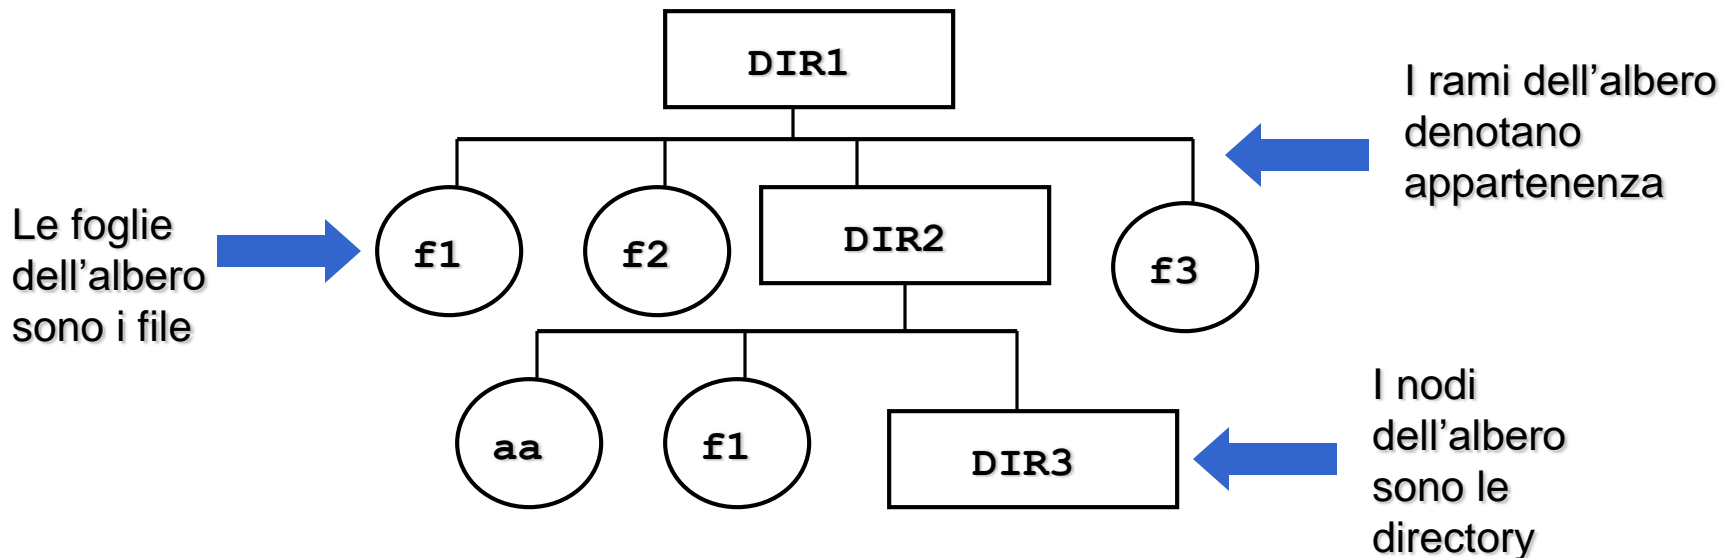 DIR1
I rami dell’albero
denotano
appartenenza
Le foglie
dell’albero
sono i file
f1
f2
DIR2
f3
aa
f1
DIR3
I nodi
dell’albero
sono le
directory